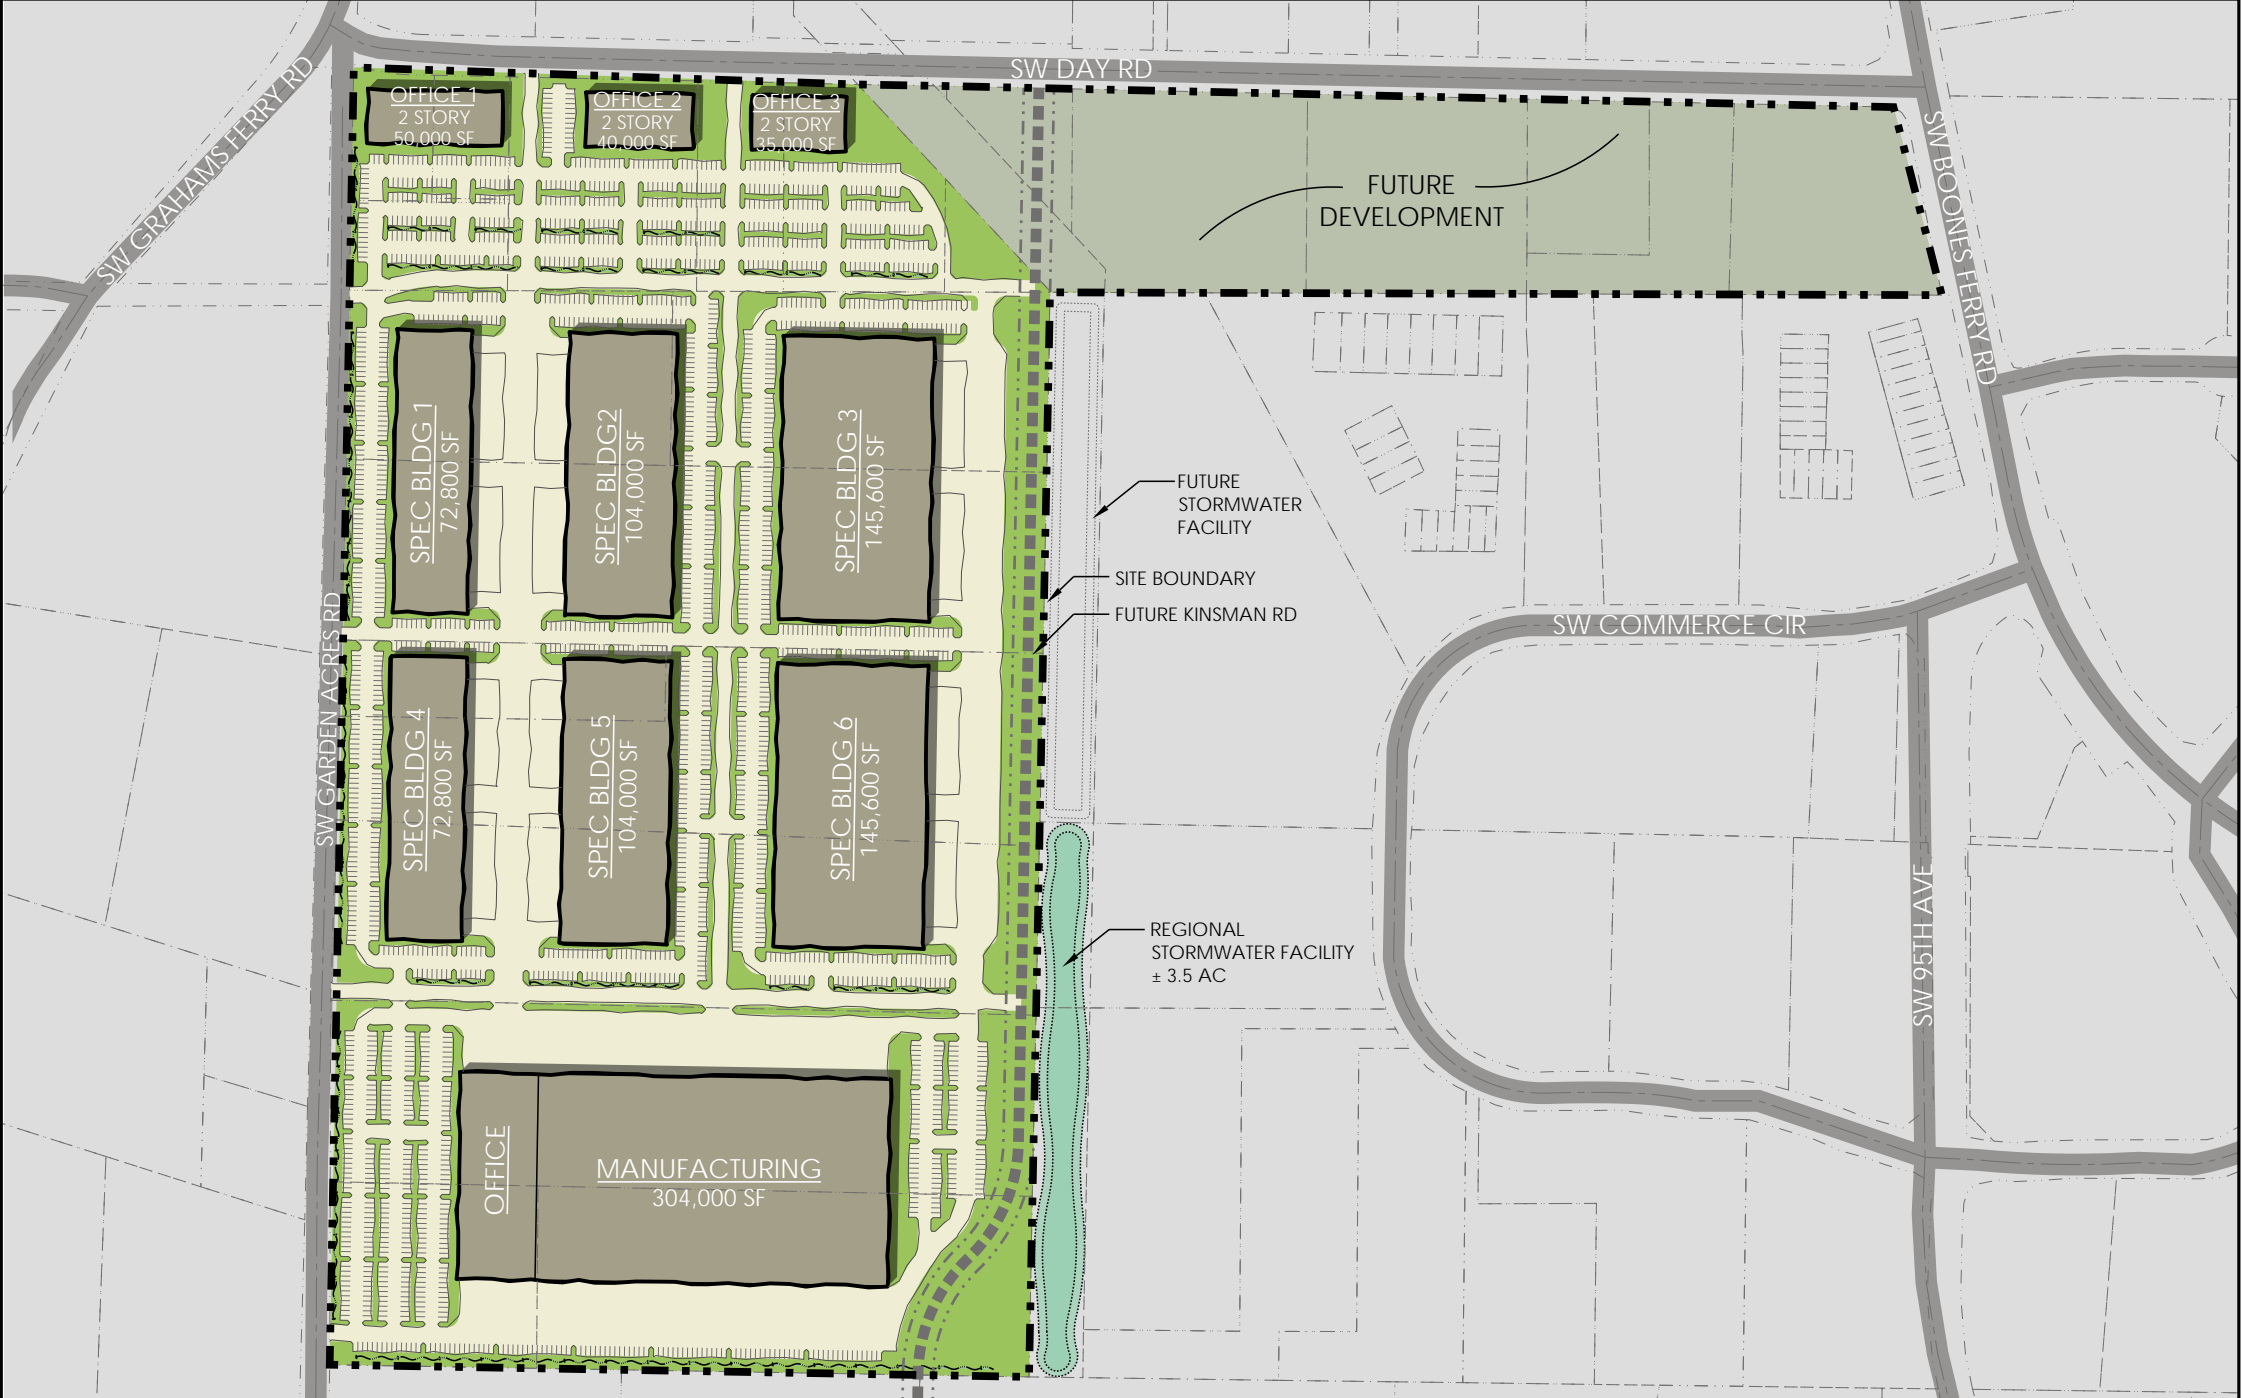 SW DAY RD
SW GRAHAMS FERRY RD
OFFICE 1
2 STORY
50,000 SF
OFFICE 2
2 STORY
40,000 SF
OFFICE 3
2 STORY
35,000 SF
FUTURE
DEVELOPMENT
SW BOONES FERRY RD
SPEC BLDG 1
72,800 SF
SPEC BLDG2
104,000 SF
SPEC BLDG 3
145,600 SF
FUTURE
STORMWATER
FACILITY
SITE BOUNDARY
FUTURE KINSMAN RD
SW COMMERCE CIR
SW GARDEN ACRES RD
SPEC BLDG 4
72,800 SF
SPEC BLDG 5
104,000 SF
SPEC BLDG 6
145,600 SF
REGIONAL
STORMWATER FACILITY
± 3.5 AC
SW 95TH AVE
OFFICE
MANUFACTURING
304,000 SF